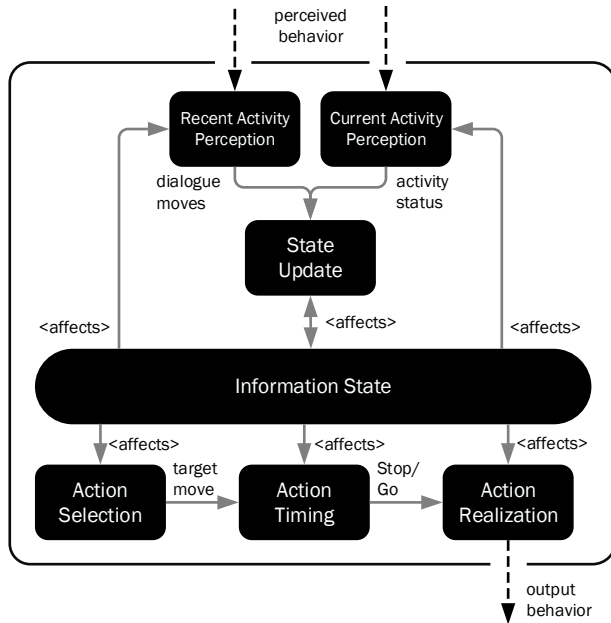 perceived
behavior
Recent Activity
Perception
Current Activity
Perception
dialogue
moves
activity
status
State
Update
<affects>
<affects>
<affects>
Information State
<affects>
<affects>
<affects>
Action
Selection
target
move
Action
Timing
Stop/
Go
Action
Realization
output
behavior